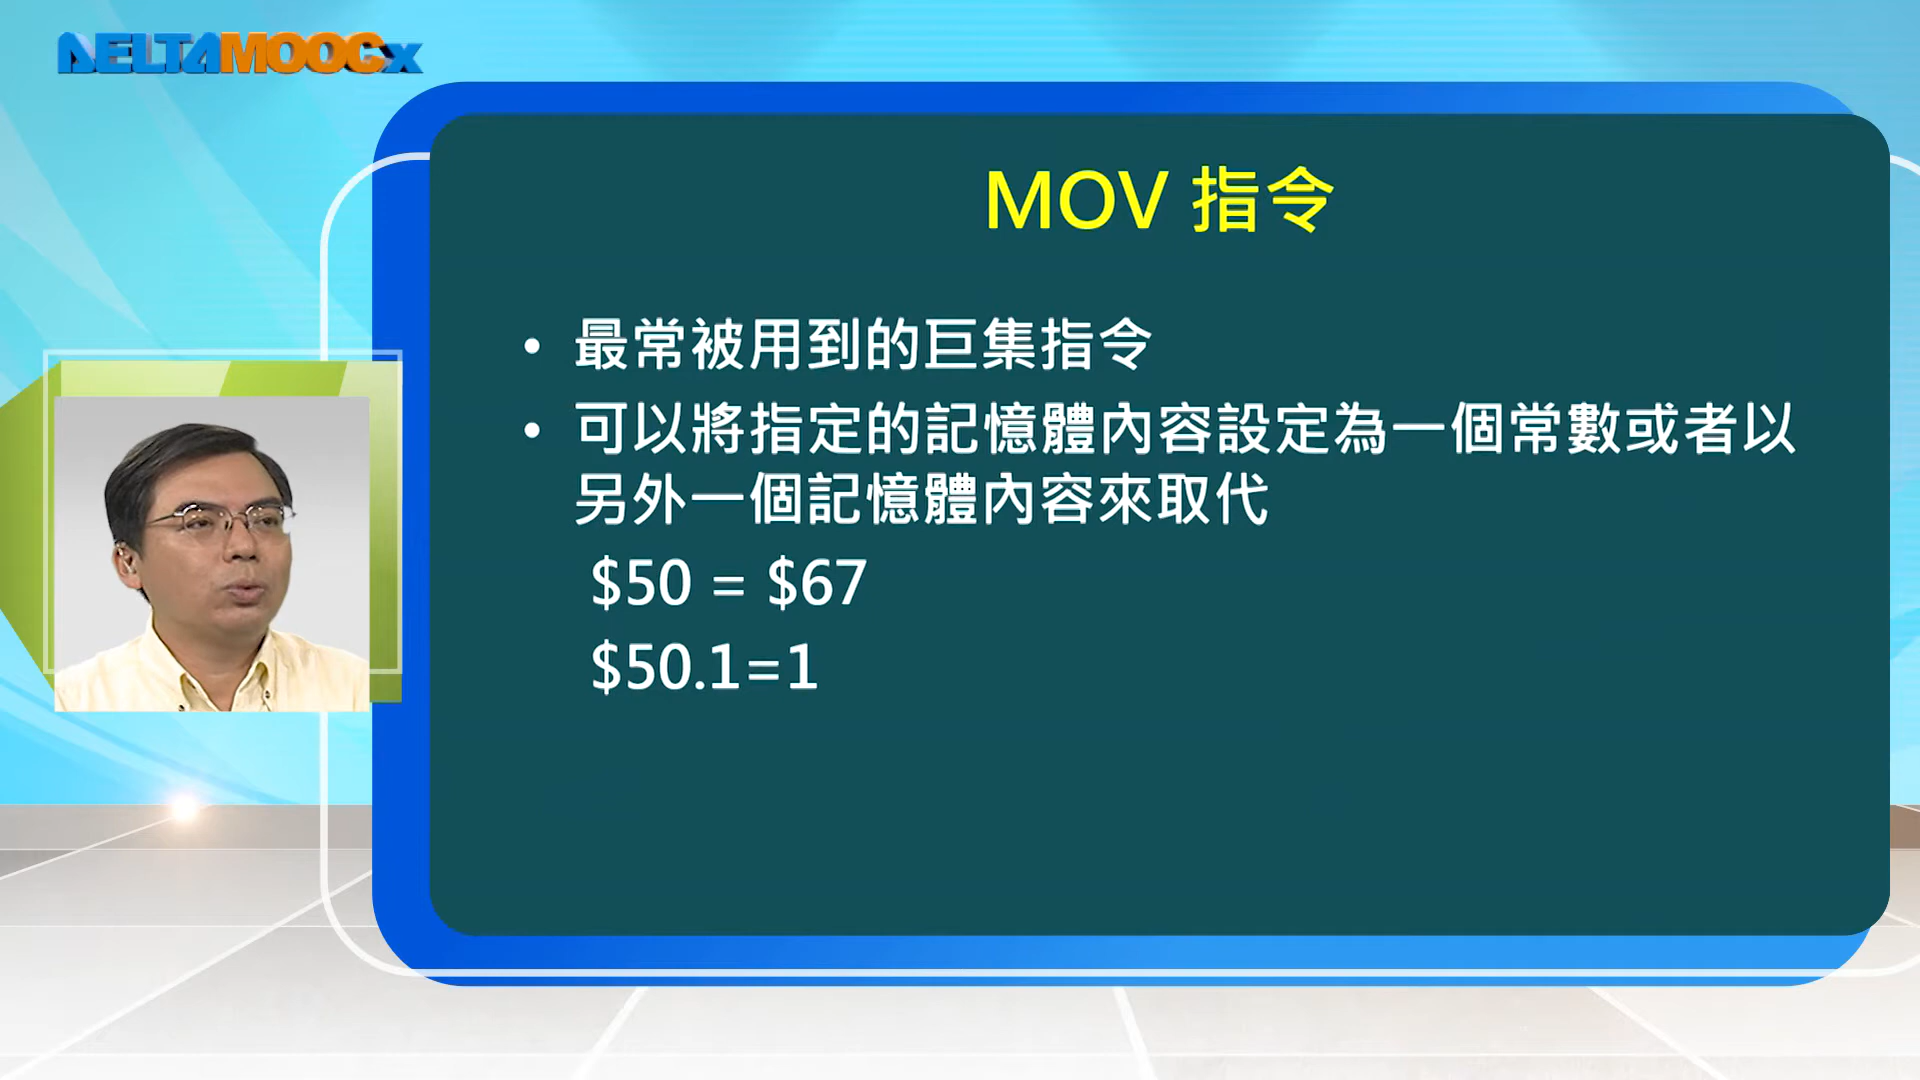 DELTAMOOCx
MOV 指令
• 最常被用到的巨集指令
• 可以將指定的記憶體內容設定為一個常數或者以
另外一個記憶體內容來取代
$50 = $67
$50.1=1